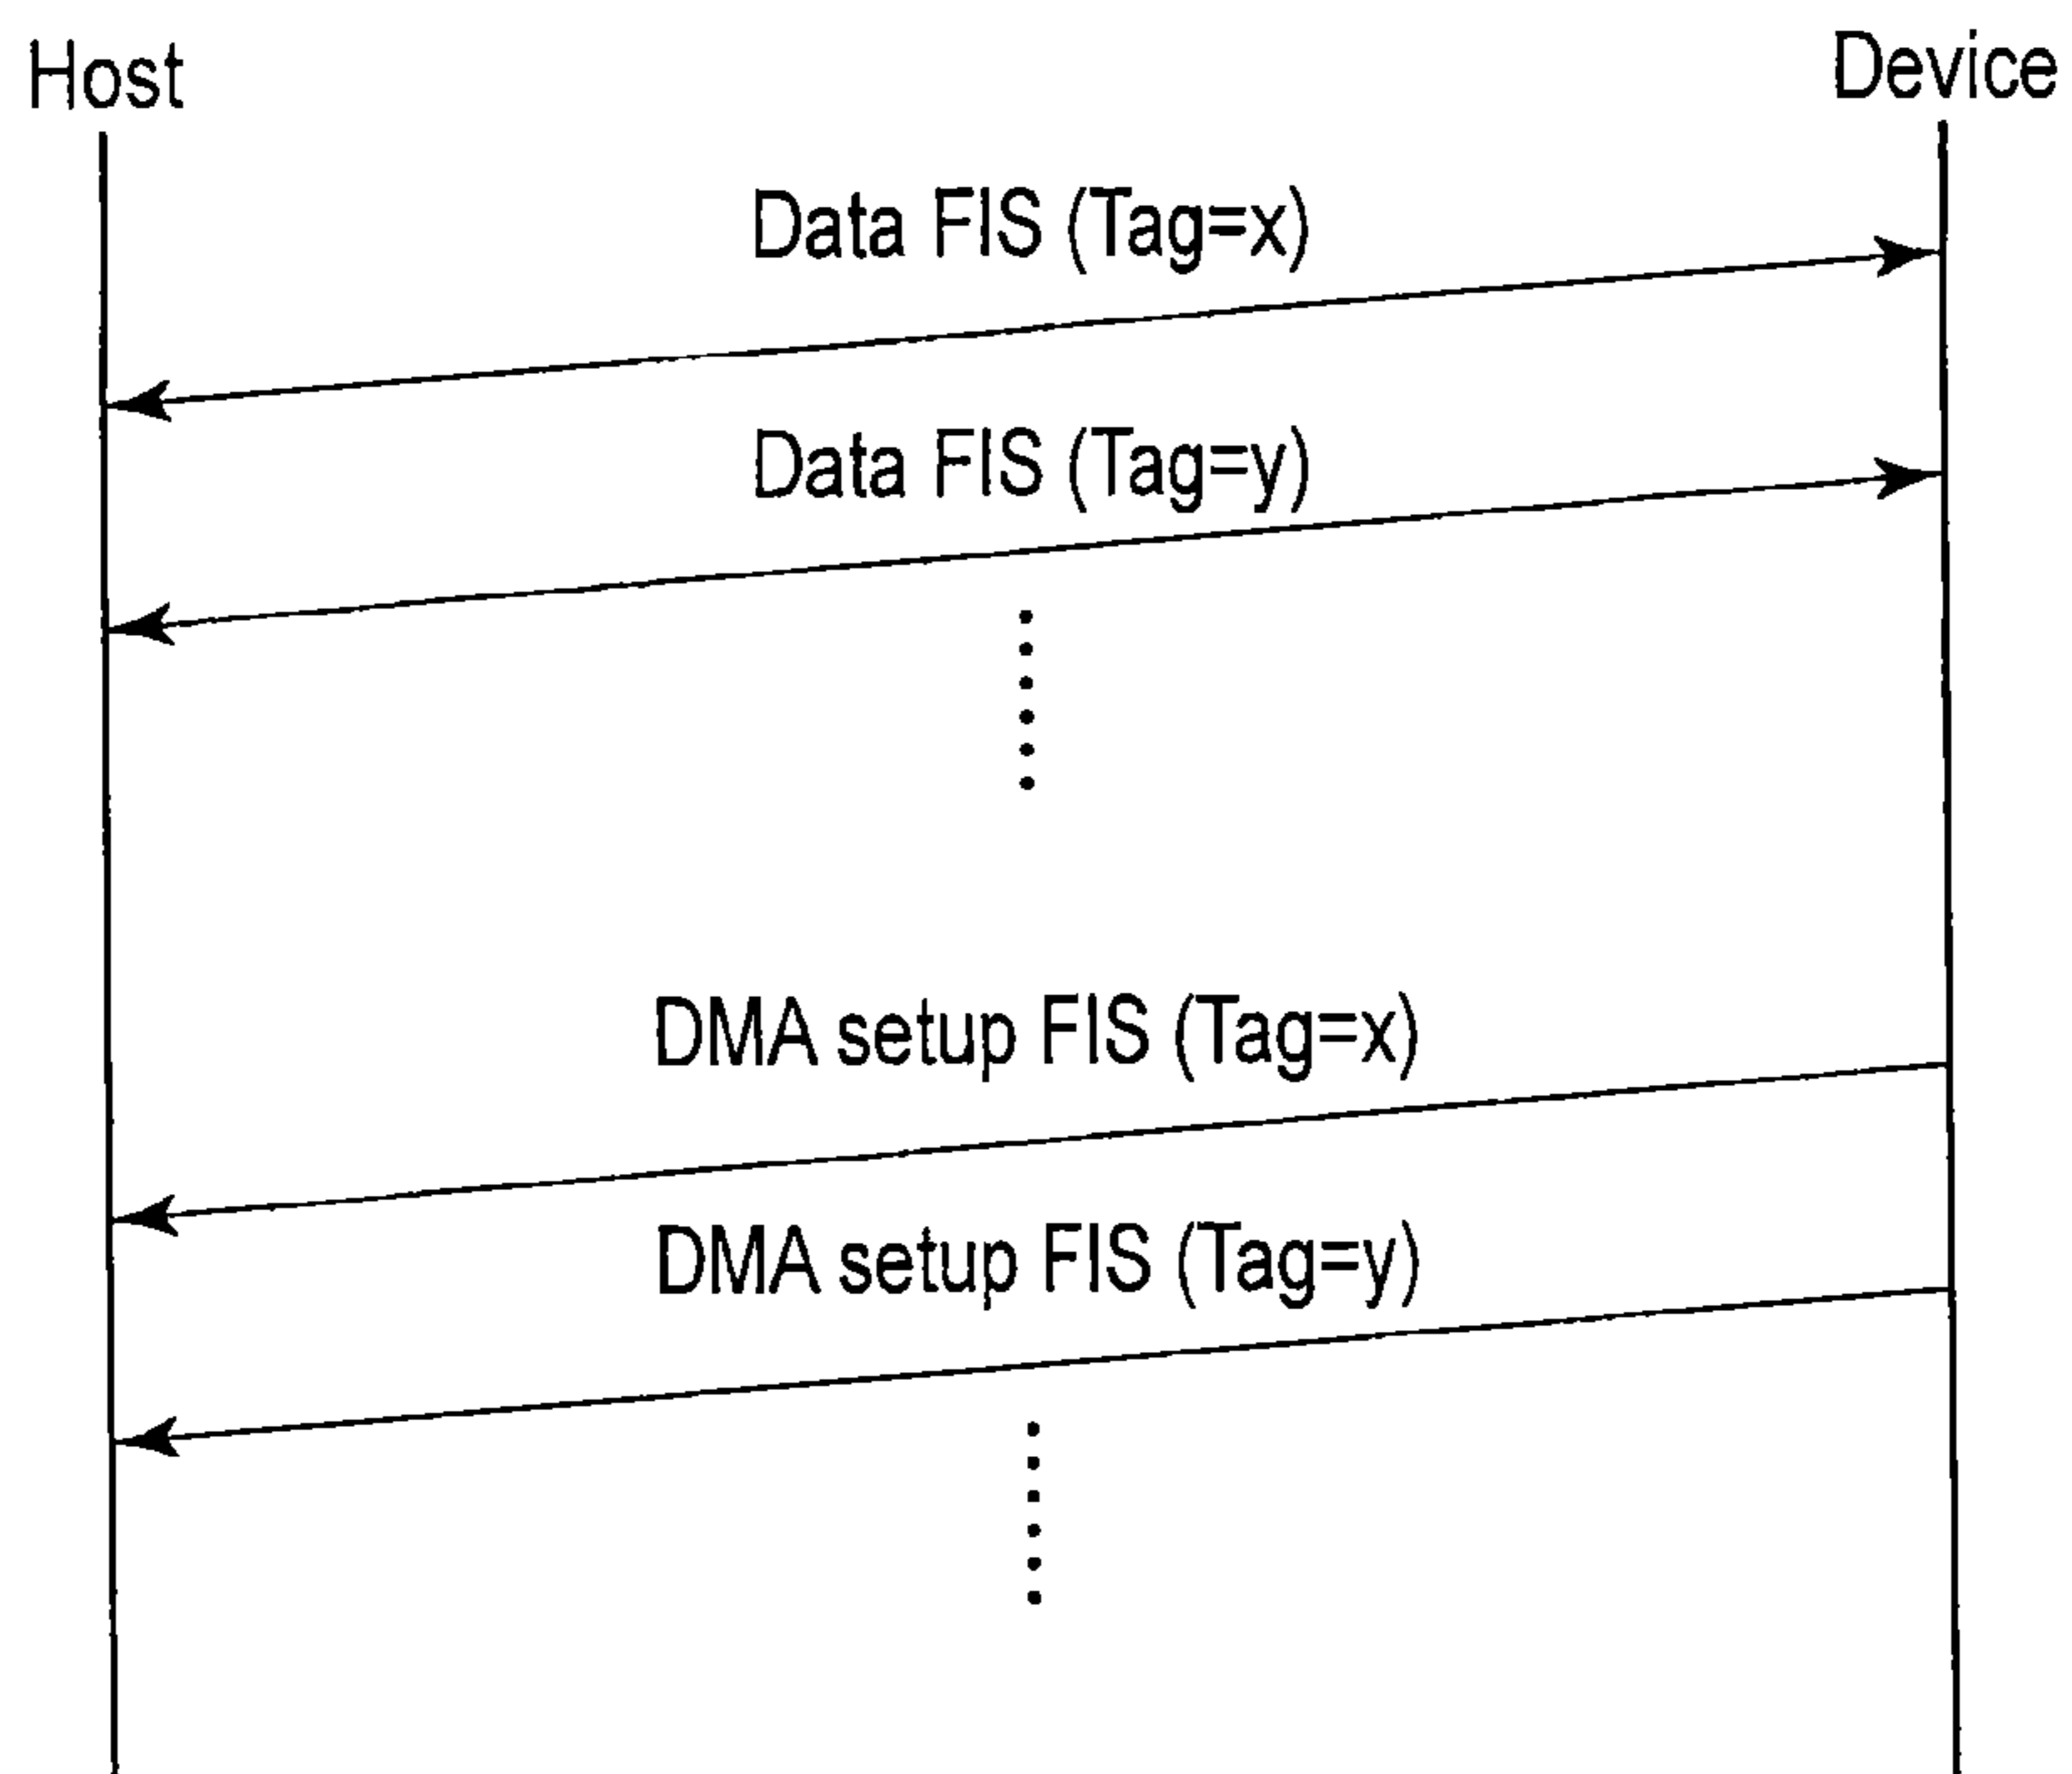 Host
Device
Data FIS (Tag=x)
Data FIS (Tag=y)
DMA setup FIS (Tag=x)
DMA setup FIS (Tag=y)